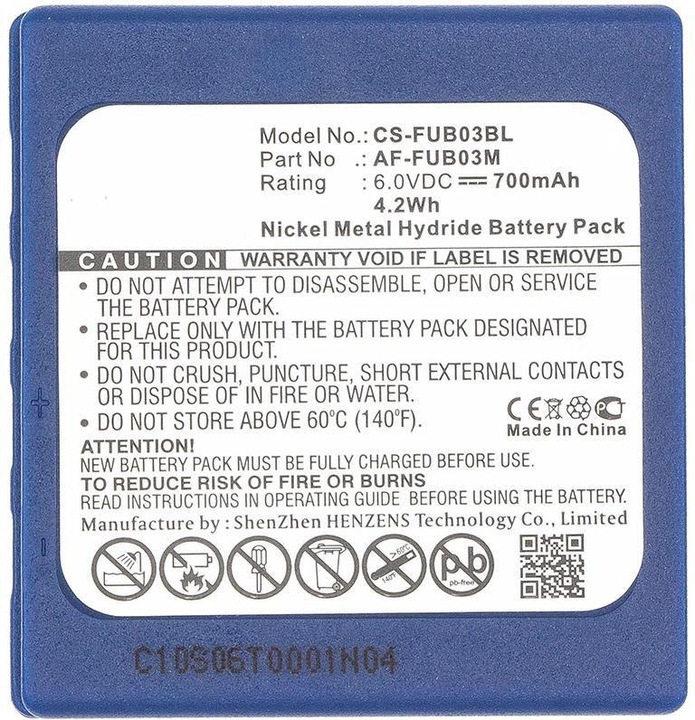 Model No.: CS-FUB03BL
Part No .: AF-FUB03M
Rating : 6.0VDC 700mAh
4.2Wh
Nickel Metal Hydride Battery Pack
CAUTION WARRANTY VOID IF LABEL IS REMOVED
• DO NOT ATTEMPT TO DISASSEMBLE, OPEN OR SERVICE
THE BATTERY PACK.
• REPLACE ONLY WITH THE BATTERY PACK DESIGNATED
FOR THIS PRODUCT.
• DO NOT CRUSH, PUNCTURE, SHORT EXTERNAL CONTACTS
OR DISPOSE OF IN FIRE OR WATER.
• DO NOT STORE ABOVE 60°C (140°F).
CE
Made In China
ATTENTION!
NEW BATTERY PACK MUST BE FULLY CHARGED BEFORE USE.
TO REDUCE RISK OF FIRE OR BURNS
READ INSTRUCTIONS IN OPERATING GUIDE BEFORE USING THE BATTERY.
Manufacture by : ShenZhen HENZENS Technology Co., Limited
>60°C
140°F
pb
pb-free
+
-
C10S06T0001N04